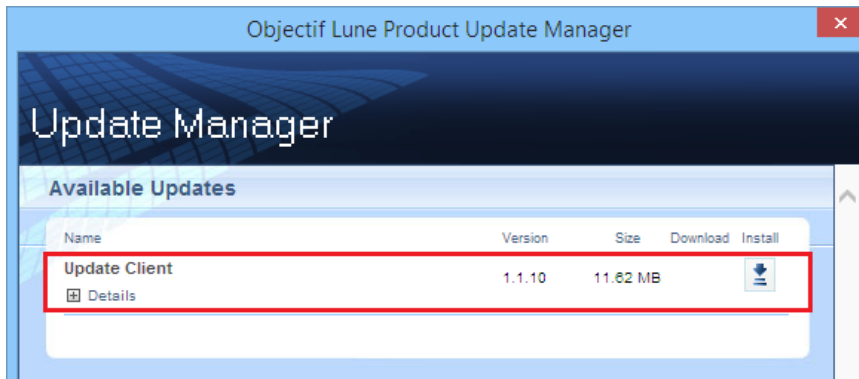 Objectif Lune Product Update Manager
Update Manager
Available Updates
Name Version Size Download Install
Update Client 1.1.10 11.62 MB
Details